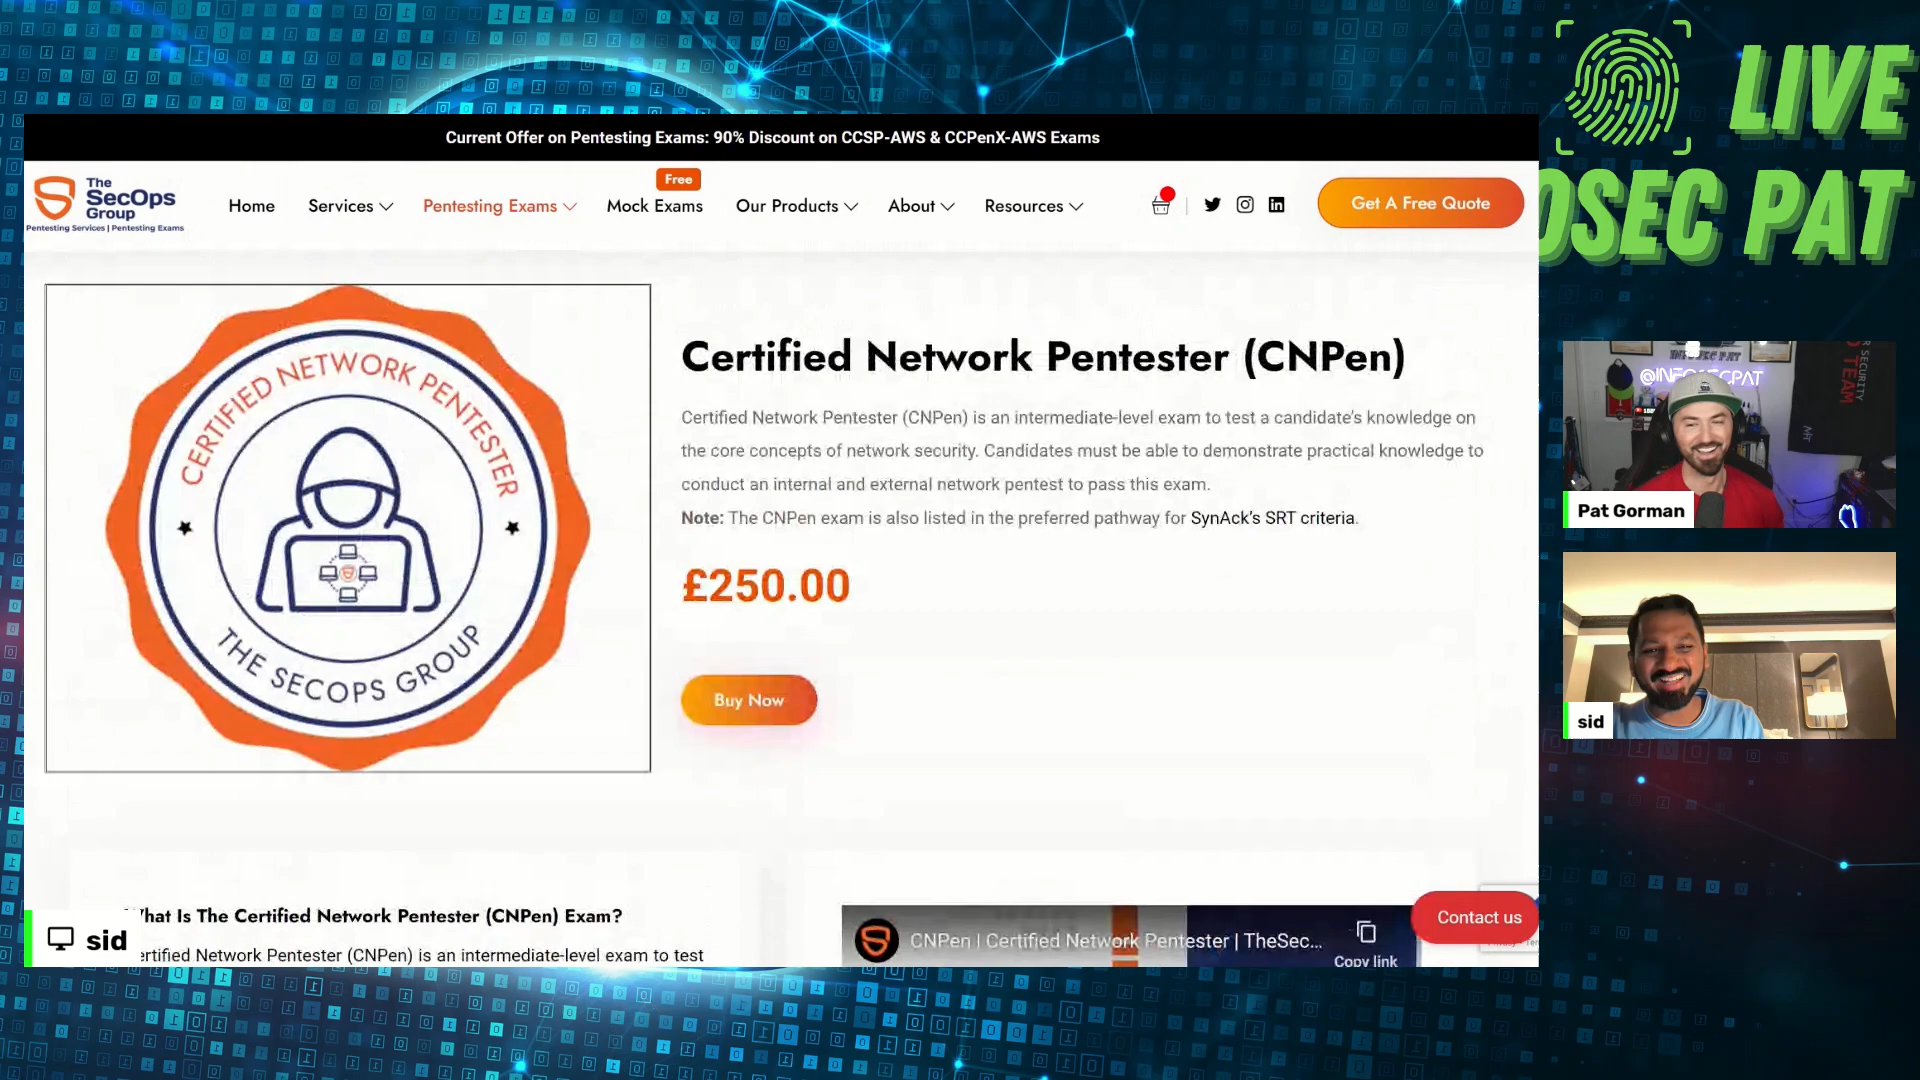 LIVE
OSEC PAT
Current Offer on Pentesting Exams: 90% Discount on CCSP-AWS & CCPenX-AWS Exams
The
SecOps
Group
Pentesting Services | Pentesting Exams
Home
Services
Pentesting Exams
Free
Mock Exams
Our Products
About
Resources
Get A Free Quote
CERTIFIED NETWORK PENTESTER
THE SECOPS GROUP
Certified Network Pentester (CNPen)
Certified Network Pentester (CNPen) is an intermediate-level exam to test a candidate's knowledge on
the core concepts of network security. Candidates must be able to demonstrate practical knowledge to
conduct an internal and external network pentest to pass this exam.
Note: The CNPen exam is also listed in the preferred pathway for SynAck's SRT criteria.
£250.00
Buy Now
INFOSEC PAT
@INFOSECPAT
TEAM
Pat Gorman
sid
What Is The Certified Network Pentester (CNPen) Exam?
ertified Network Pentester (CNPen) is an intermediate-level exam to test
sid
CNPen | Certified Network Pentester | TheSec...
Copy link
Contact us